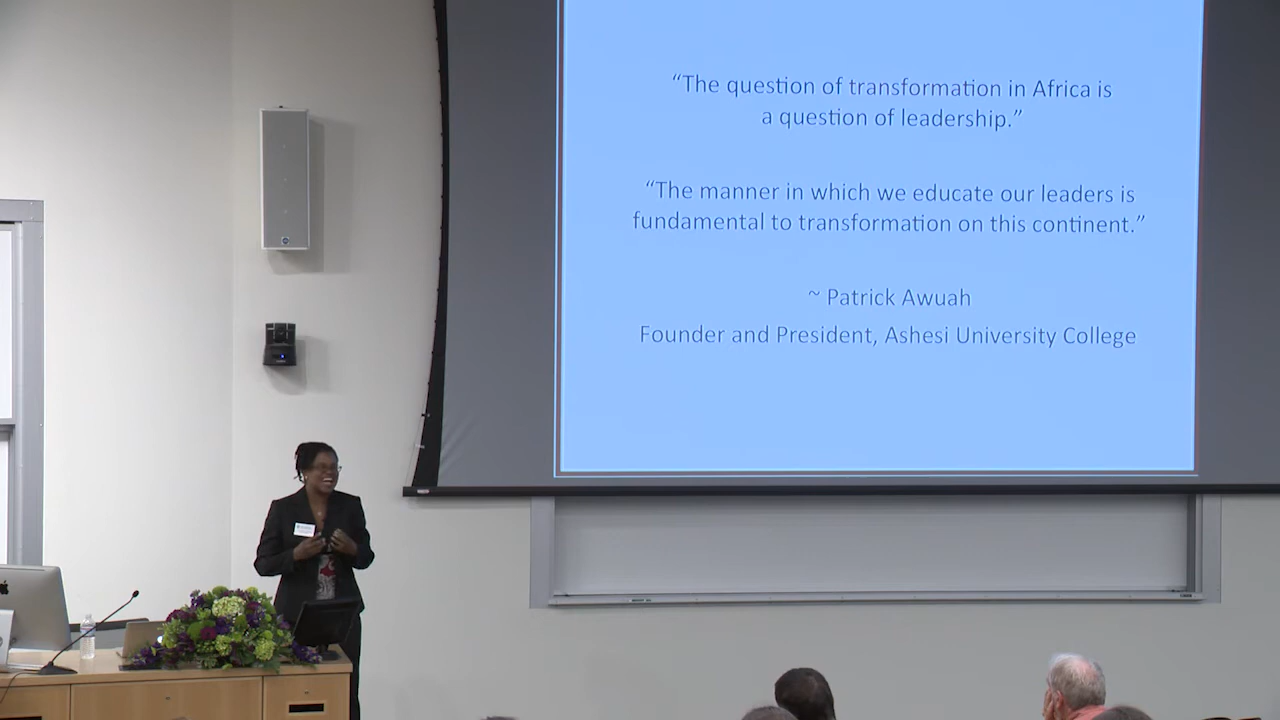 “The question of transformation in Africa is
a question of leadership.”
“The manner in which we educate our leaders is
fundamental to transformation on this continent.”
~ Patrick Awuah
Founder and President, Ashesi University College